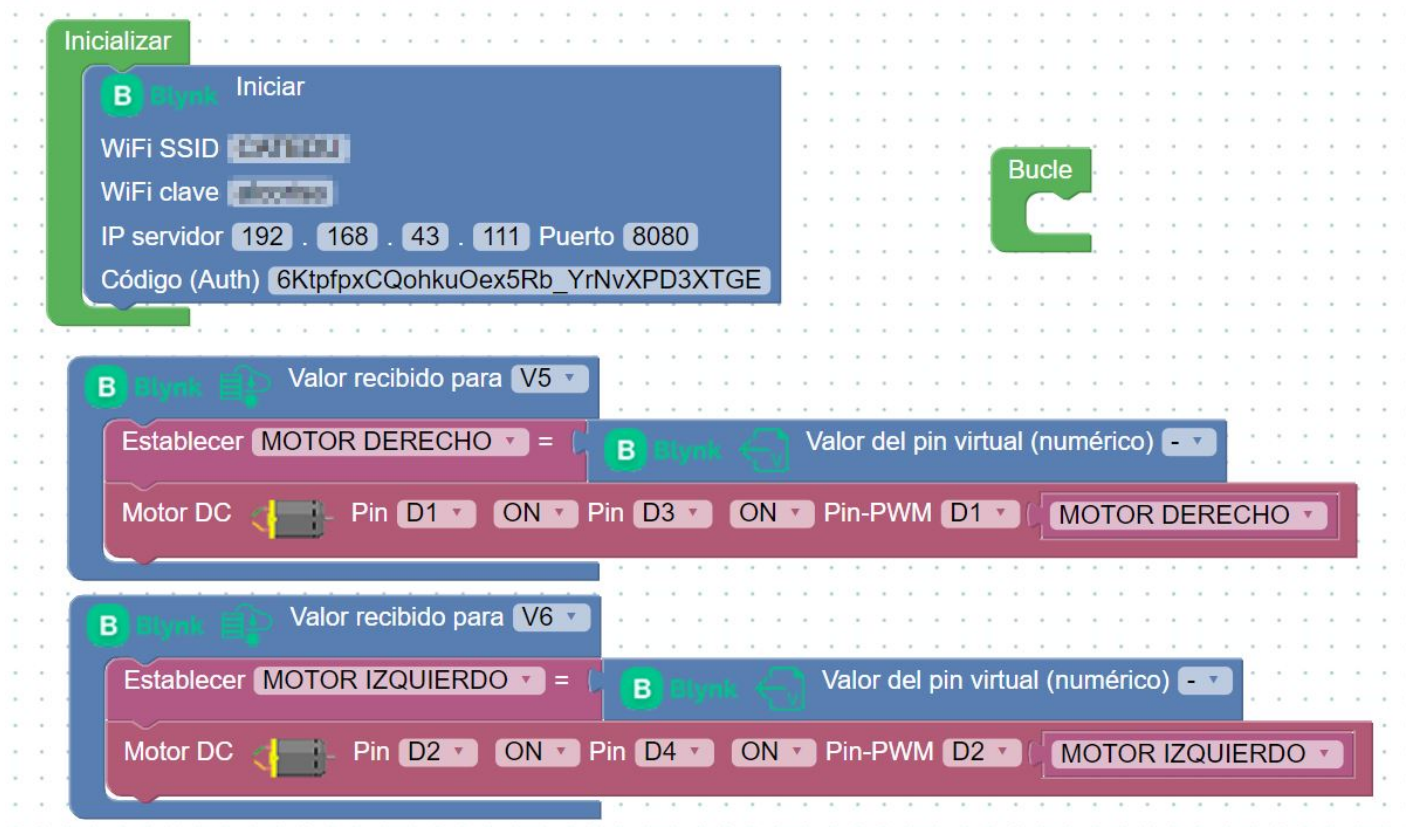 Inicializar
B Blynk Iniciar
WiFi SSID
WiFi clave
IP servidor 192 . 168 . 43 . 111 Puerto 8080
Código (Auth) 6KtpfpxCQohkuOex5Rb_YrNvXPD3XTGE
Bucle
B Blynk Valor recibido para V5
Establecer MOTOR DERECHO = B Blynk V Valor del pin virtual (numérico) -
Motor DC Pin D1 ON Pin D3 ON Pin-PWM D1 MOTOR DERECHO
B Blynk Valor recibido para V6
Establecer MOTOR IZQUIERDO = B Blynk V Valor del pin virtual (numérico) -
Motor DC Pin D2 ON Pin D4 ON Pin-PWM D2 MOTOR IZQUIERDO